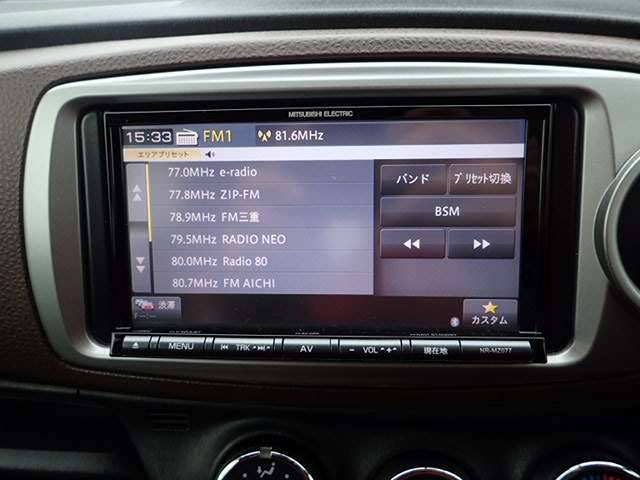 MITSUBISHI ELECTRIC
15:33 FM1 81.6MHz
エリアプリセット
77.0MHz e-radio
77.8MHz ZIP-FM
78.9MHz FM三重
79.5MHz RADIO NEO
80.0MHz Radio 80
80.7MHz FM AICHI
バンド
プリセット切換
BSM
渋滞
カスタム
MENU
TRK
AV
− VOL +
現在地
NR-MZ077